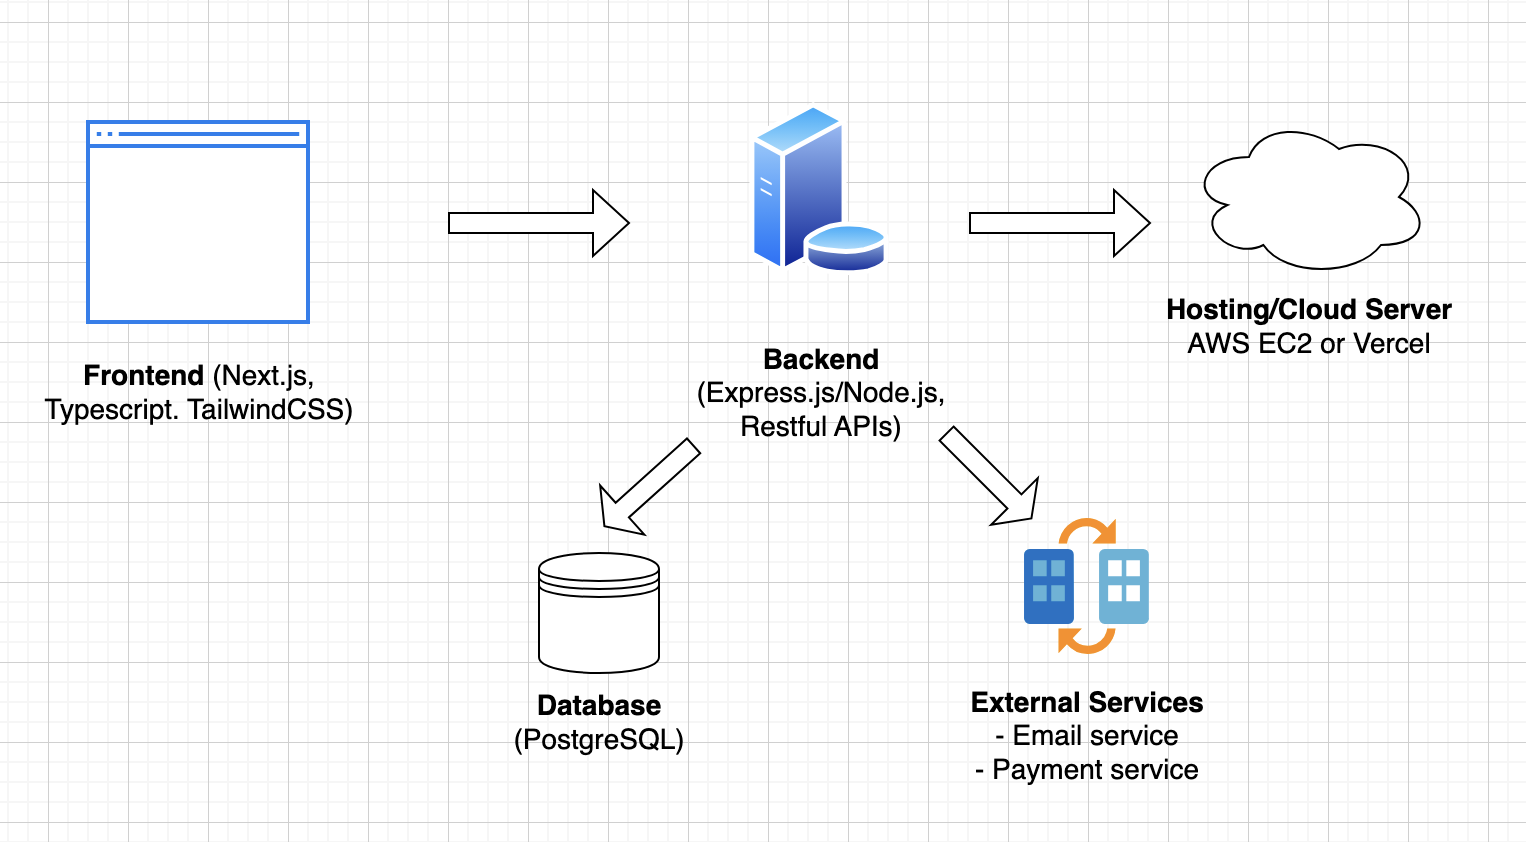 Frontend (Next.js,
Typescript. TailwindCSS)
Backend
(Express.js/Node.js,
Restful APIs)
Hosting/Cloud Server
AWS EC2 or Vercel
Database
(PostgreSQL)
External Services
- Email service
- Payment service